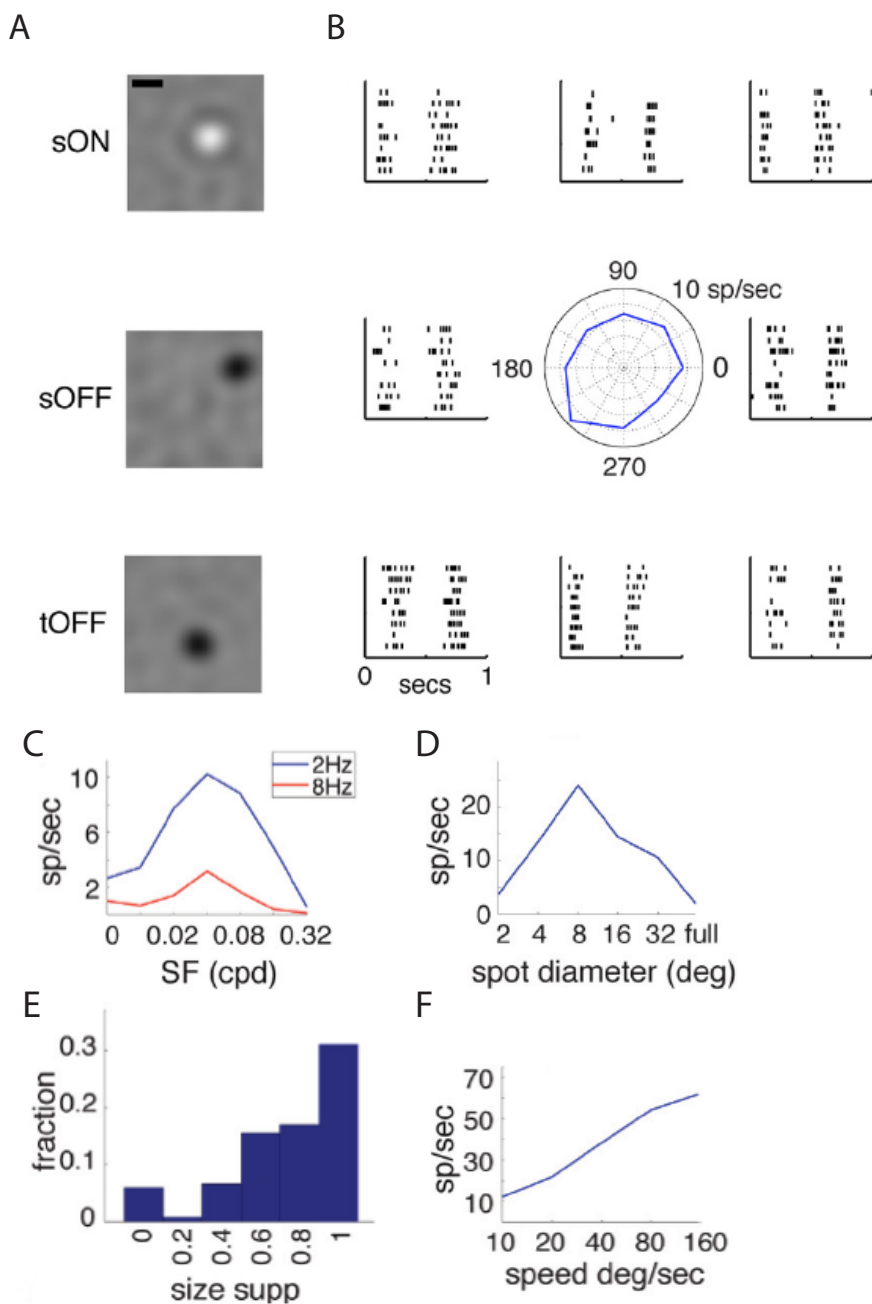 A
B
sON
sOFF
tOFF
90
10 sp/sec
180
0
270
0
secs
1
C
2Hz
8Hz
10
6
2
sp/sec
0
0.02
0.08
0.32
SF (cpd)
D
20
10
0
sp/sec
2
4
8
16
32
full
spot diameter (deg)
E
0.3
0.2
0.1
0
fraction
0
0.2
0.4
0.6
0.8
1
size supp
F
70
50
30
10
sp/sec
10
20
40
80
160
speed deg/sec